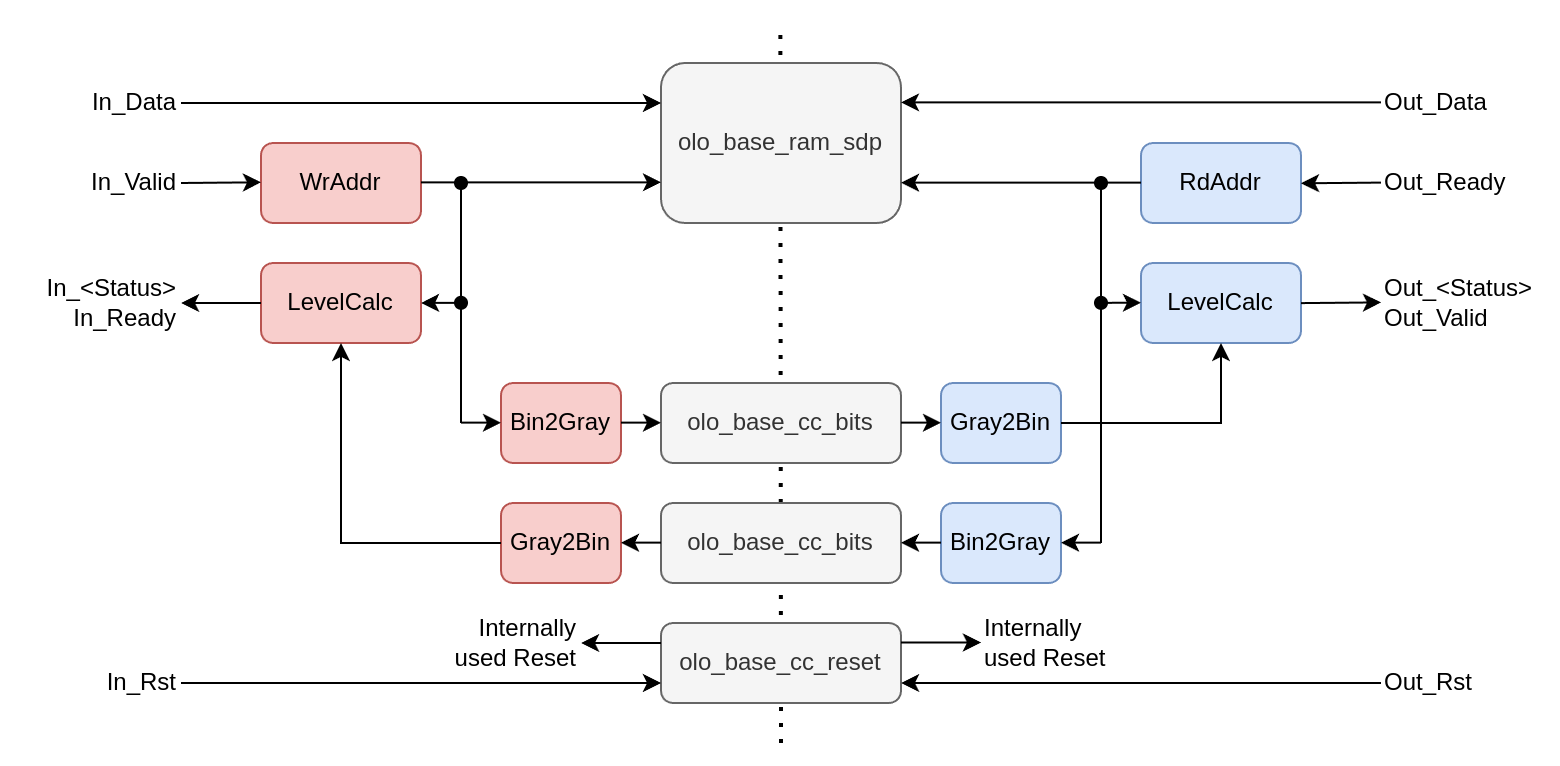 In_Data
olo_base_ram_sdp
Out_Data
In_Valid
WrAddr
RdAddr
Out_Ready
In_<Status>
In_Ready
LevelCalc
LevelCalc
Out_<Status>
Out_Valid
Bin2Gray
olo_base_cc_bits
Gray2Bin
Gray2Bin
olo_base_cc_bits
Bin2Gray
Internally
used Reset
olo_base_cc_reset
Internally
used Reset
In_Rst
Out_Rst